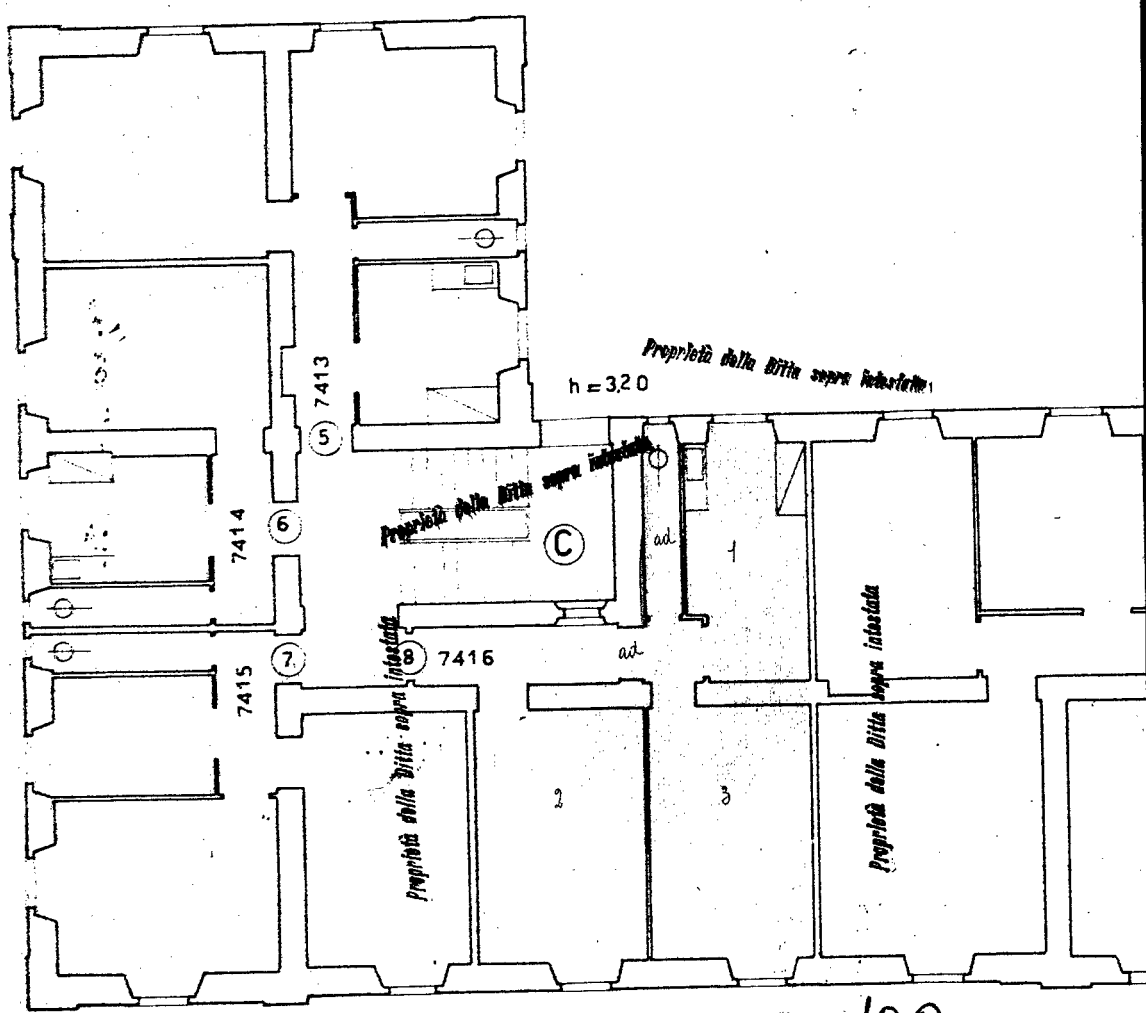 Proprietà della Ditta sopra intestata
h = 3,20
7413
5
Proprietà della Ditta sopra intestata
C
6
7414
ad
1
7
7415
8
7416
ad
Proprietà della Ditta sopra intestata
Proprietà della Ditta sopra intestata
2
3